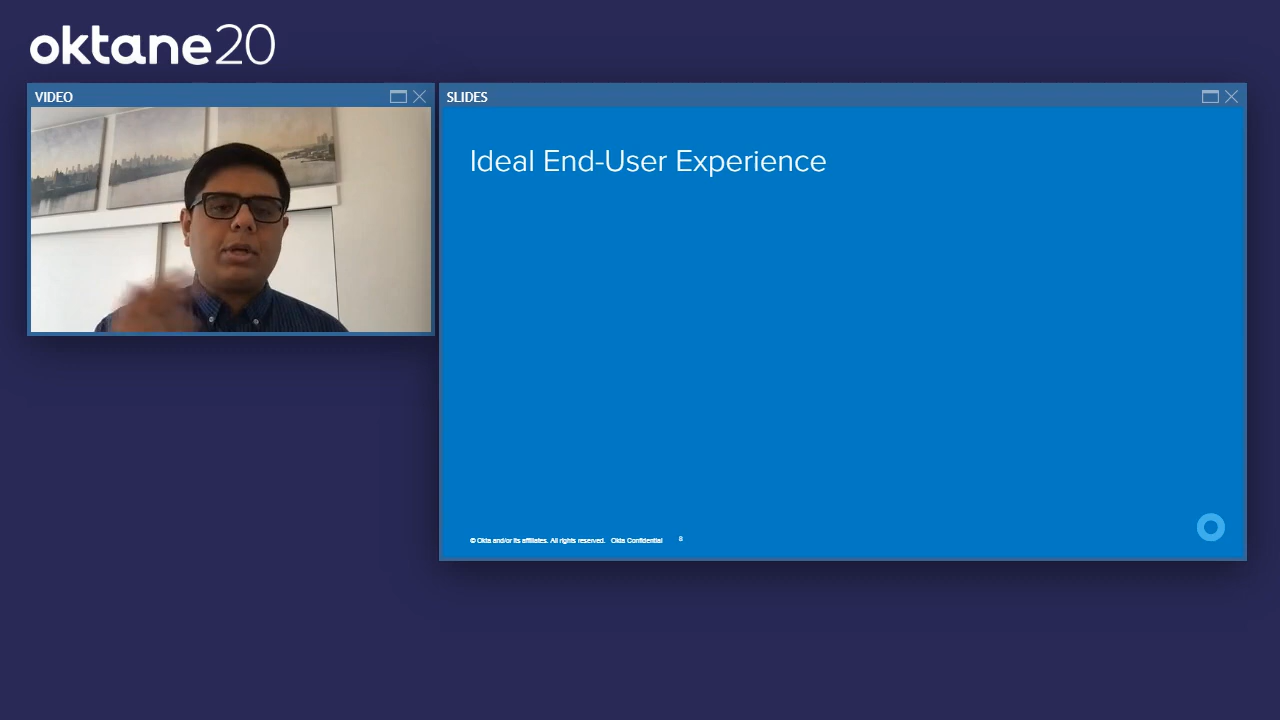 oktane20
VIDEO
SLIDES
Ideal End-User Experience
© Okta and/or its affiliates. All rights reserved. Okta Confidential 8